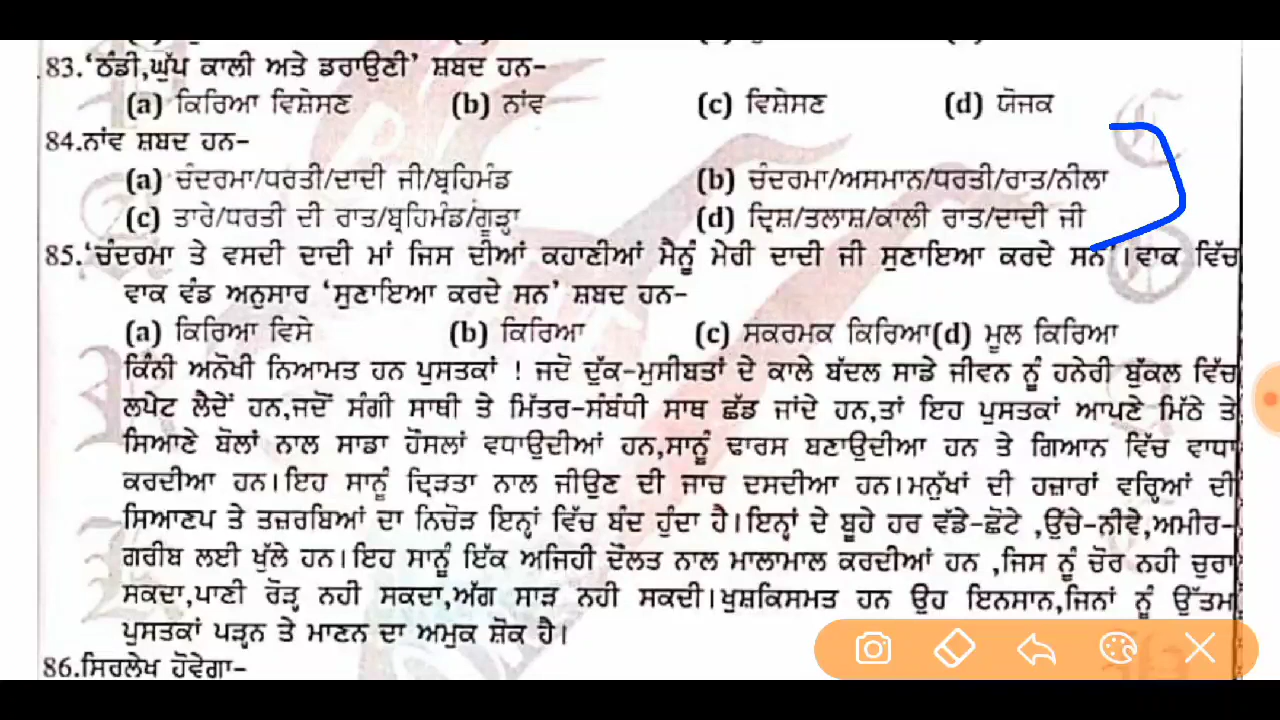 83.‘ਠੰਡੀ,ਘੁੱਪ ਕਾਲੀ ਅਤੇ ਡਰਾਉਣੀ’ ਸ਼ਬਦ ਹਨ-
(a) ਕਿਰਿਆ ਵਿਸ਼ੇਸਣ (b) ਨਾਂਵ (c) ਵਿਸ਼ੇਸਣ (d) ਯੋਜਕ
84.ਨਾਂਵ ਸ਼ਬਦ ਹਨ-
(a) ਚੰਦਰਮਾ/ਧਰਤੀ/ਦਾਦੀ ਜੀ/ਬ੍ਰਹਿਮੰਡ (b) ਚੰਦਰਮਾ/ਅਸਮਾਨ/ਧਰਤੀ/ਰਾਤ/ਨੀਲਾ
(c) ਤਾਰੇ/ਧਰਤੀ ਦੀ ਰਾਤ/ਬ੍ਰਹਿਮੰਡ/ਗੂੜ੍ਹਾ (d) ਦ੍ਰਿਸ਼/ਤਲਾਸ਼/ਕਾਲੀ ਰਾਤ/ਦਾਦੀ ਜੀ
85.‘ਚੰਦਰਮਾ ਤੇ ਵਸਦੀ ਦਾਦੀ ਮਾਂ ਜਿਸ ਦੀਆਂ ਕਹਾਣੀਆਂ ਮੈਨੂੰ ਮੇਰੀ ਦਾਦੀ ਜੀ ਸੁਣਾਇਆ ਕਰਦੇ ਸਨ’।ਵਾਕ ਵਿੱਚ
ਵਾਕ ਵੰਡ ਅਨੁਸਾਰ ‘ਸੁਣਾਇਆ ਕਰਦੇ ਸਨ’ ਸ਼ਬਦ ਹਨ-
(a) ਕਿਰਿਆ ਵਿਸੇ (b) ਕਿਰਿਆ (c) ਸਕਰਮਕ ਕਿਰਿਆ(d) ਮੂਲ ਕਿਰਿਆ
ਕਿੰਨੀ ਅਨੋਖੀ ਨਿਆਮਤ ਹਨ ਪੁਸਤਕਾਂ ! ਜਦੋ ਦੁੱਕ-ਮੁਸੀਬਤਾਂ ਦੇ ਕਾਲੇ ਬੱਦਲ ਸਾਡੇ ਜੀਵਨ ਨੂੰ ਹਨੇਰੀ ਬੁੱਕਲ ਵਿੱਚ
ਲਪੇਟ ਲੈਦੇਂ ਹਨ,ਜਦੋਂ ਸੰਗੀ ਸਾਥੀ ਤੇ ਮਿੱਤਰ-ਸੰਬੰਧੀ ਸਾਥ ਛੱਡ ਜਾਂਦੇ ਹਨ,ਤਾਂ ਇਹ ਪੁਸਤਕਾਂ ਆਪਣੇ ਮਿੱਠੇ ਤੇ
ਸਿਆਣੇ ਬੋਲਾਂ ਨਾਲ ਸਾਡਾ ਹੌਂਸਲਾਂ ਵਧਾਉਦੀਆਂ ਹਨ,ਸਾਨੂੰ ਢਾਰਸ ਬਣਾਉਦੀਆ ਹਨ ਤੇ ਗਿਆਨ ਵਿੱਚ ਵਾਧਾ
ਕਰਦੀਆ ਹਨ।ਇਹ ਸਾਨੂੰ ਦ੍ਰਿੜਤਾ ਨਾਲ ਜੀਉਣ ਦੀ ਜਾਚ ਦਸਦੀਆ ਹਨ।ਮਨੁੱਖਾਂ ਦੀ ਹਜ਼ਾਰਾਂ ਵਰ੍ਹਿਆਂ ਦੀ
ਸਿਆਣਪ ਤੇ ਤਜ਼ਰਬਿਆਂ ਦਾ ਨਿਚੋੜ ਇਨ੍ਹਾਂ ਵਿੱਚ ਬੰਦ ਹੁੰਦਾ ਹੈ।ਇਨ੍ਹਾਂ ਦੇ ਬੂਹੇ ਹਰ ਵੱਡੇ-ਛੋਟੇ ,ਉੱਚੇ-ਨੀਵੇ,ਅਮੀਰ-
ਗਰੀਬ ਲਈ ਖੁੱਲੇ ਹਨ।ਇਹ ਸਾਨੂੰ ਇੱਕ ਅਜਿਹੀ ਦੌਲਤ ਨਾਲ ਮਾਲਾਮਾਲ ਕਰਦੀਆਂ ਹਨ ,ਜਿਸ ਨੂੰ ਚੋਰ ਨਹੀ ਚੁਰਾ
ਸਕਦਾ,ਪਾਣੀ ਰੋੜ੍ਹ ਨਹੀ ਸਕਦਾ,ਅੱਗ ਸਾੜ ਨਹੀ ਸਕਦੀ।ਖੁਸ਼ਕਿਸਮਤ ਹਨ ਉਹ ਇਨਸਾਨ,ਜਿਨਾਂ ਨੂੰ ਉੱਤਮ
ਪੁਸਤਕਾਂ ਪੜ੍ਹਨ ਤੇ ਮਾਣਨ ਦਾ ਅਮੁਕ ਸ਼ੌਕ ਹੈ।
86.ਸਿਰਲੇਖ ਹੋਵੇਗਾ-